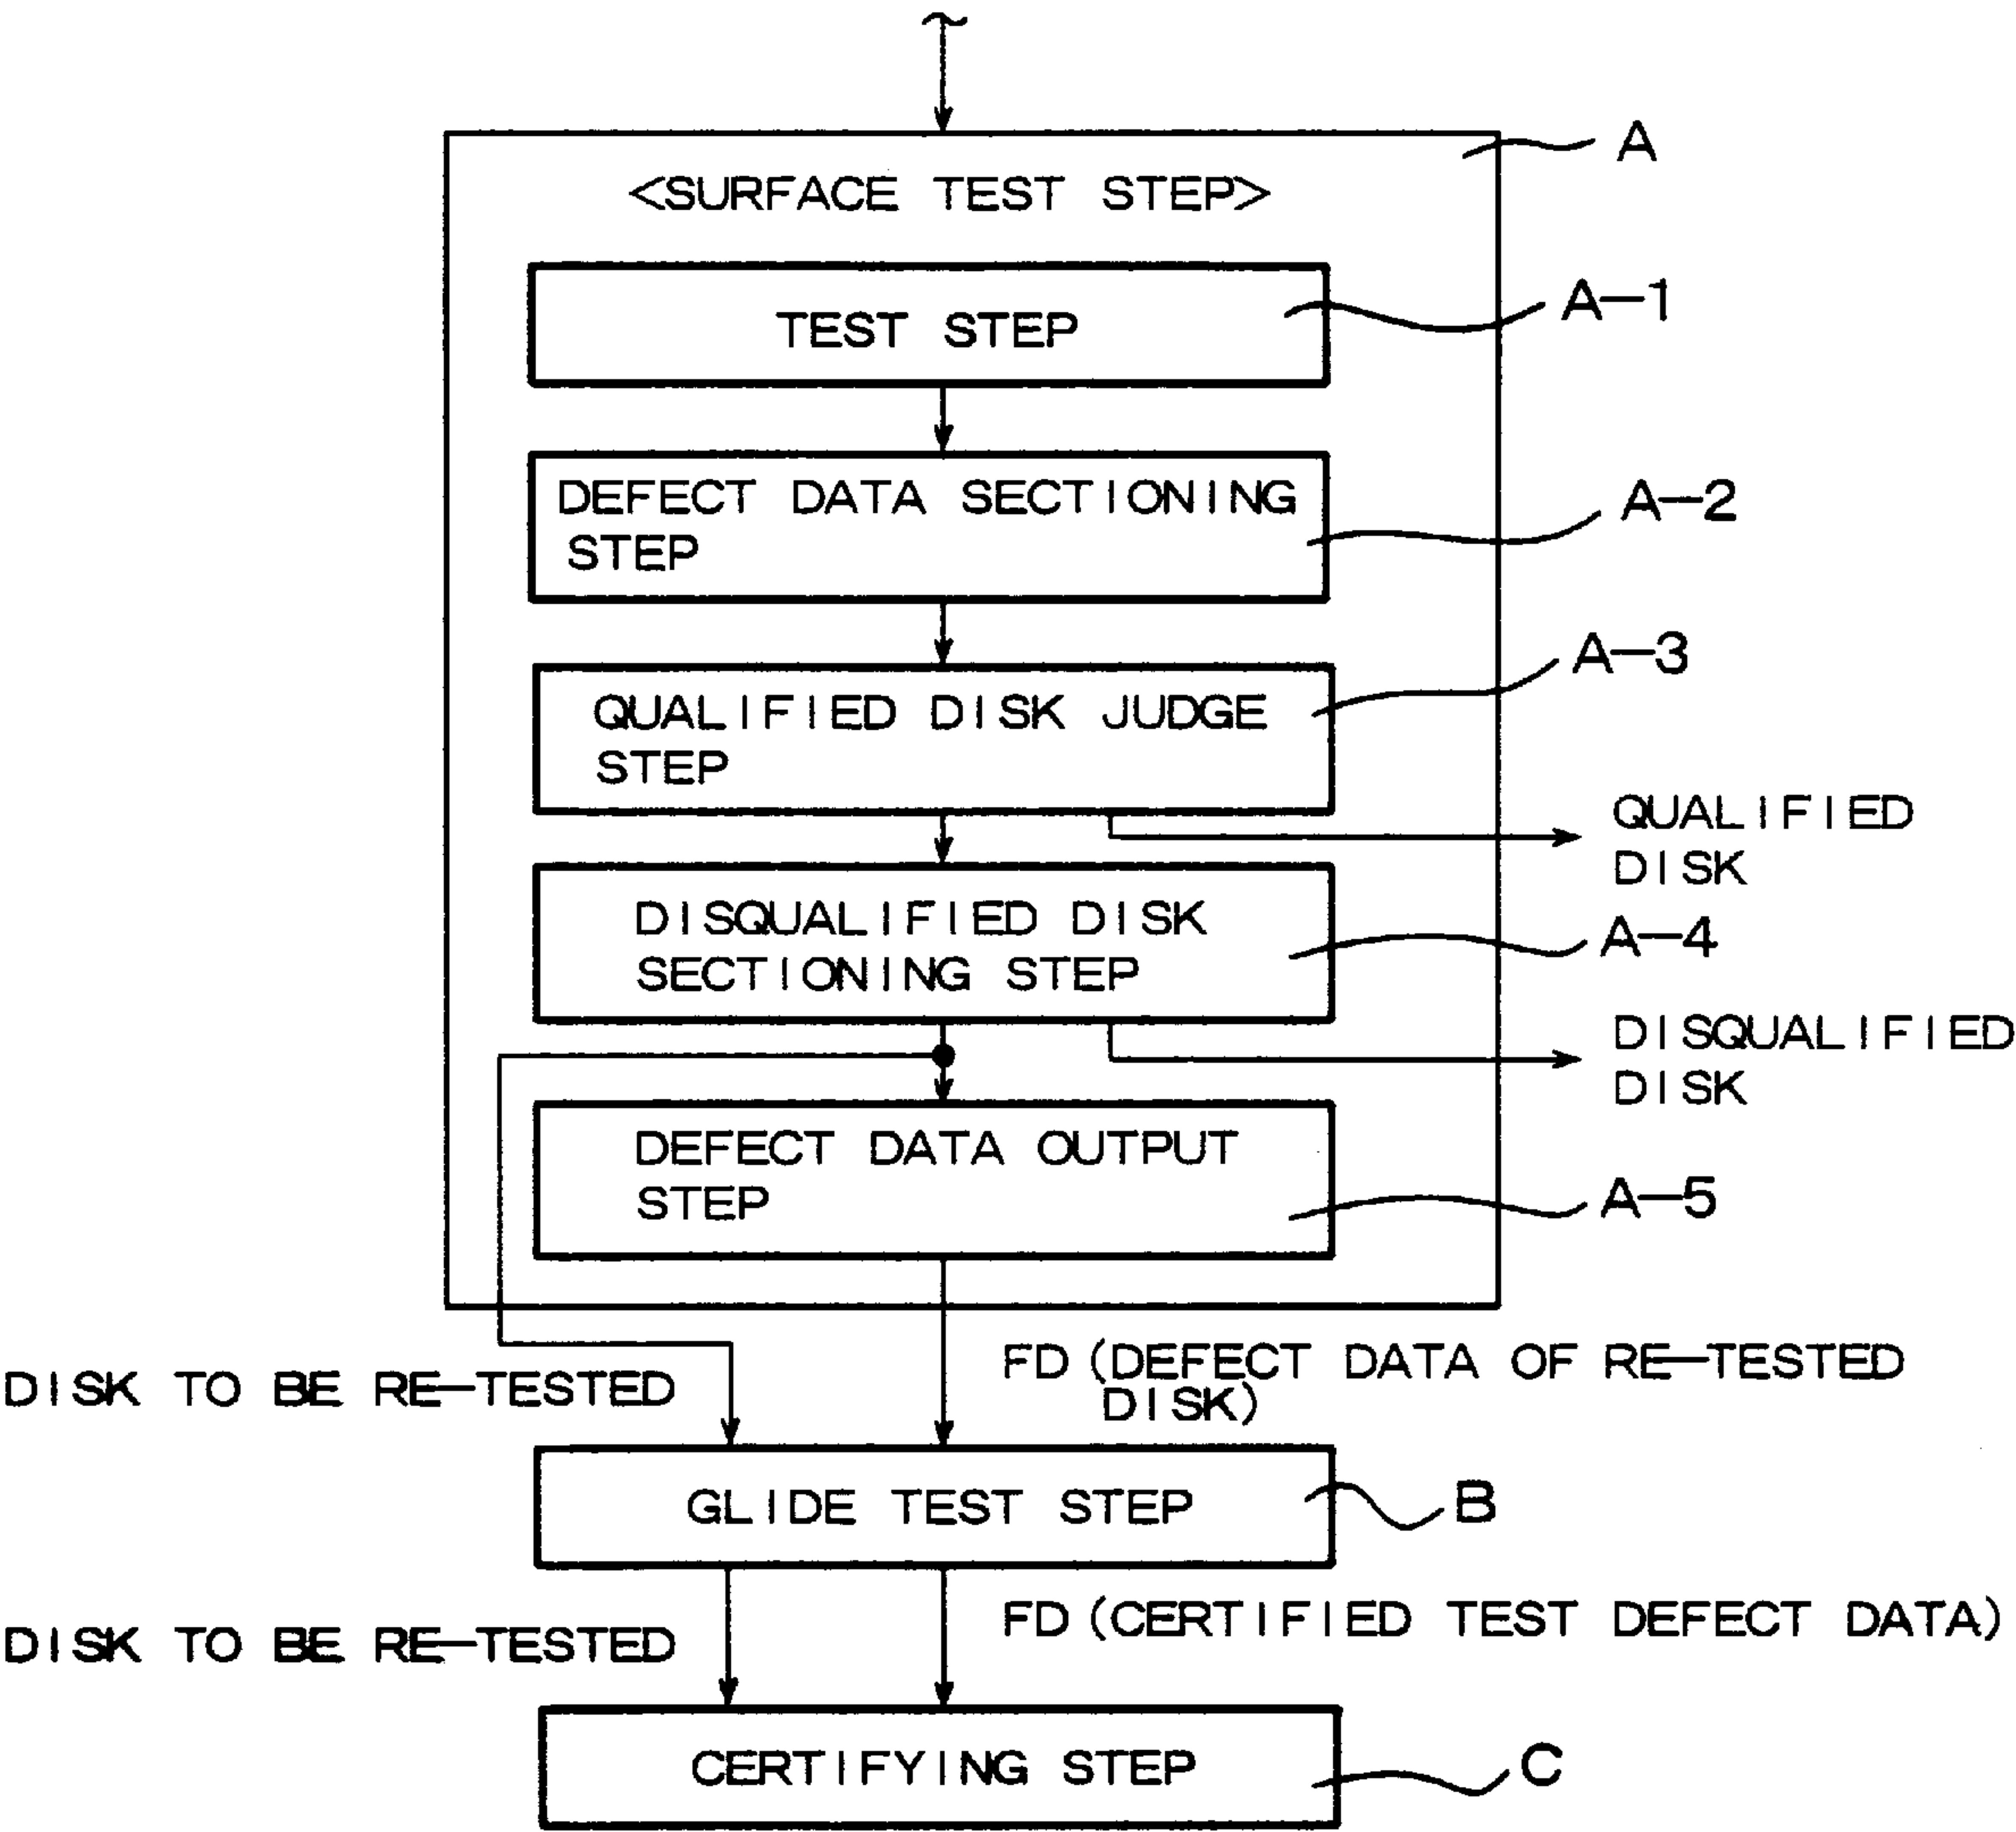 A
<SURFACE TEST STEP>
TEST STEP
A-1
DEFECT DATA SECTIONING
STEP
A-2
QUALIFIED DISK JUDGE
STEP
A-3
QUALIFIED
DISK
DISQUALIFIED DISK
SECTIONING STEP
A-4
DISQUALIFIED
DISK
DEFECT DATA OUTPUT
STEP
A-5
DISK TO BE RE-TESTED
FD (DEFECT DATA OF RE-TESTED
DISK)
GLIDE TEST STEP
B
DISK TO BE RE-TESTED
FD (CERTIFIED TEST DEFECT DATA)
CERTIFYING STEP
C